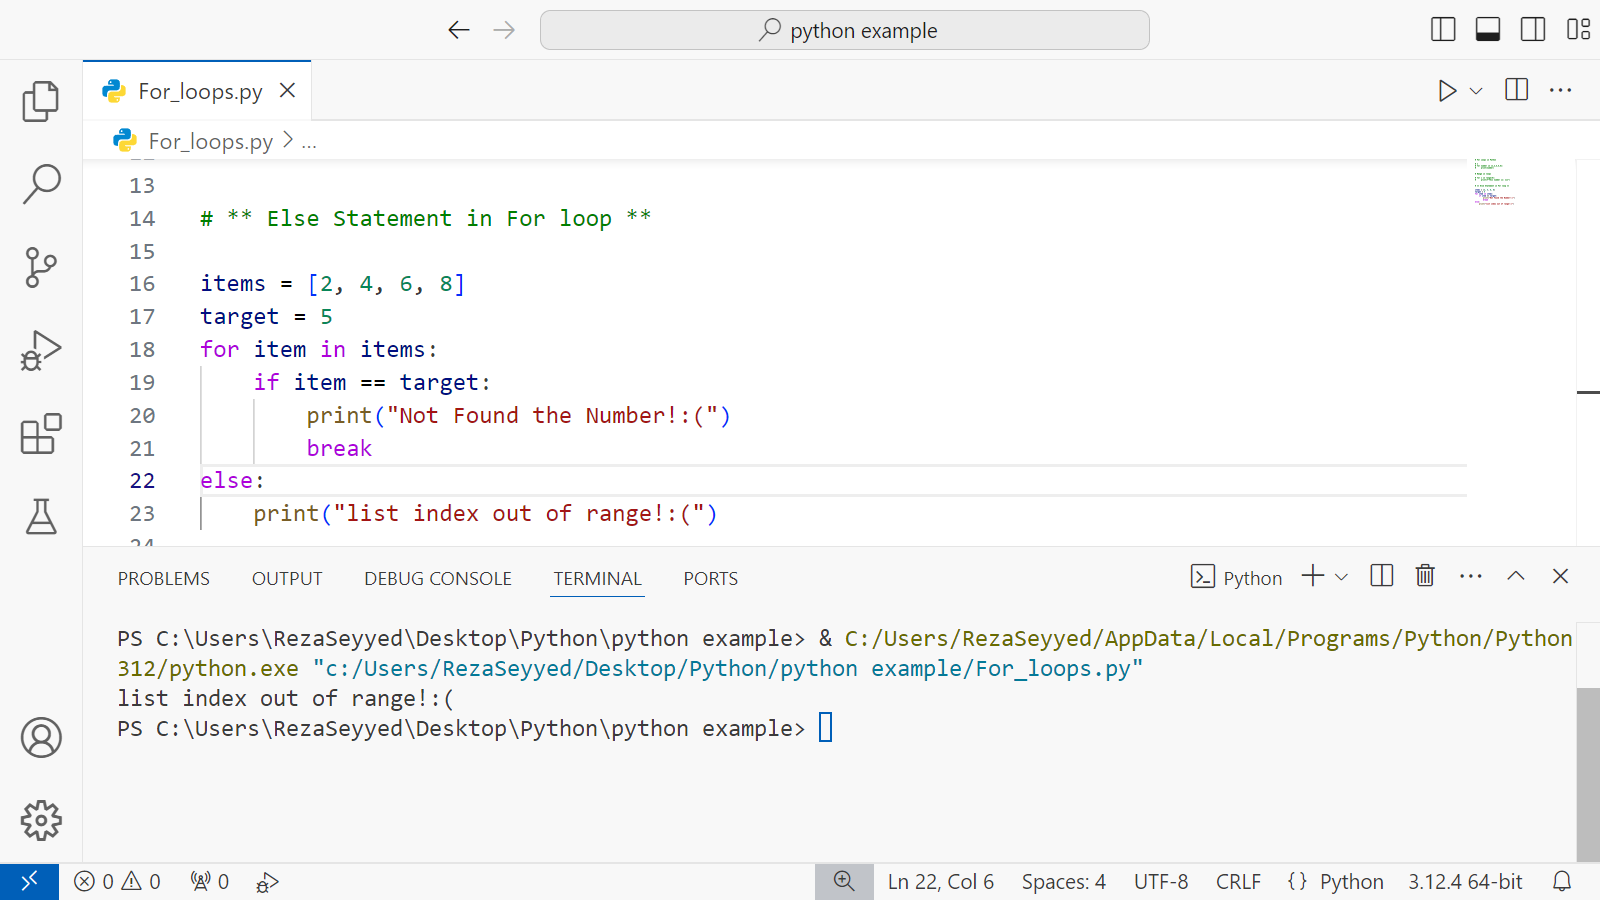 python example
For_loops.py
For_loops.py > ...
13
14 # ** Else Statement in For loop **
15
16 items = [2, 4, 6, 8]
17 target = 5
18 for item in items:
19     if item == target:
20         print("Not Found the Number!:(")
21         break
22 else:
23     print("list index out of range!:(")
24
PROBLEMS OUTPUT DEBUG CONSOLE TERMINAL PORTS Python
PS C:\Users\RezaSeyyed\Desktop\Python\python example> & C:/Users/RezaSeyyed/AppData/Local/Programs/Python/Python
312/python.exe "c:/Users/RezaSeyyed/Desktop/Python/python example/For_loops.py"
list index out of range!:(
PS C:\Users\RezaSeyyed\Desktop\Python\python example>
0 0 0 Ln 22, Col 6 Spaces: 4 UTF-8 CRLF {} Python 3.12.4 64-bit